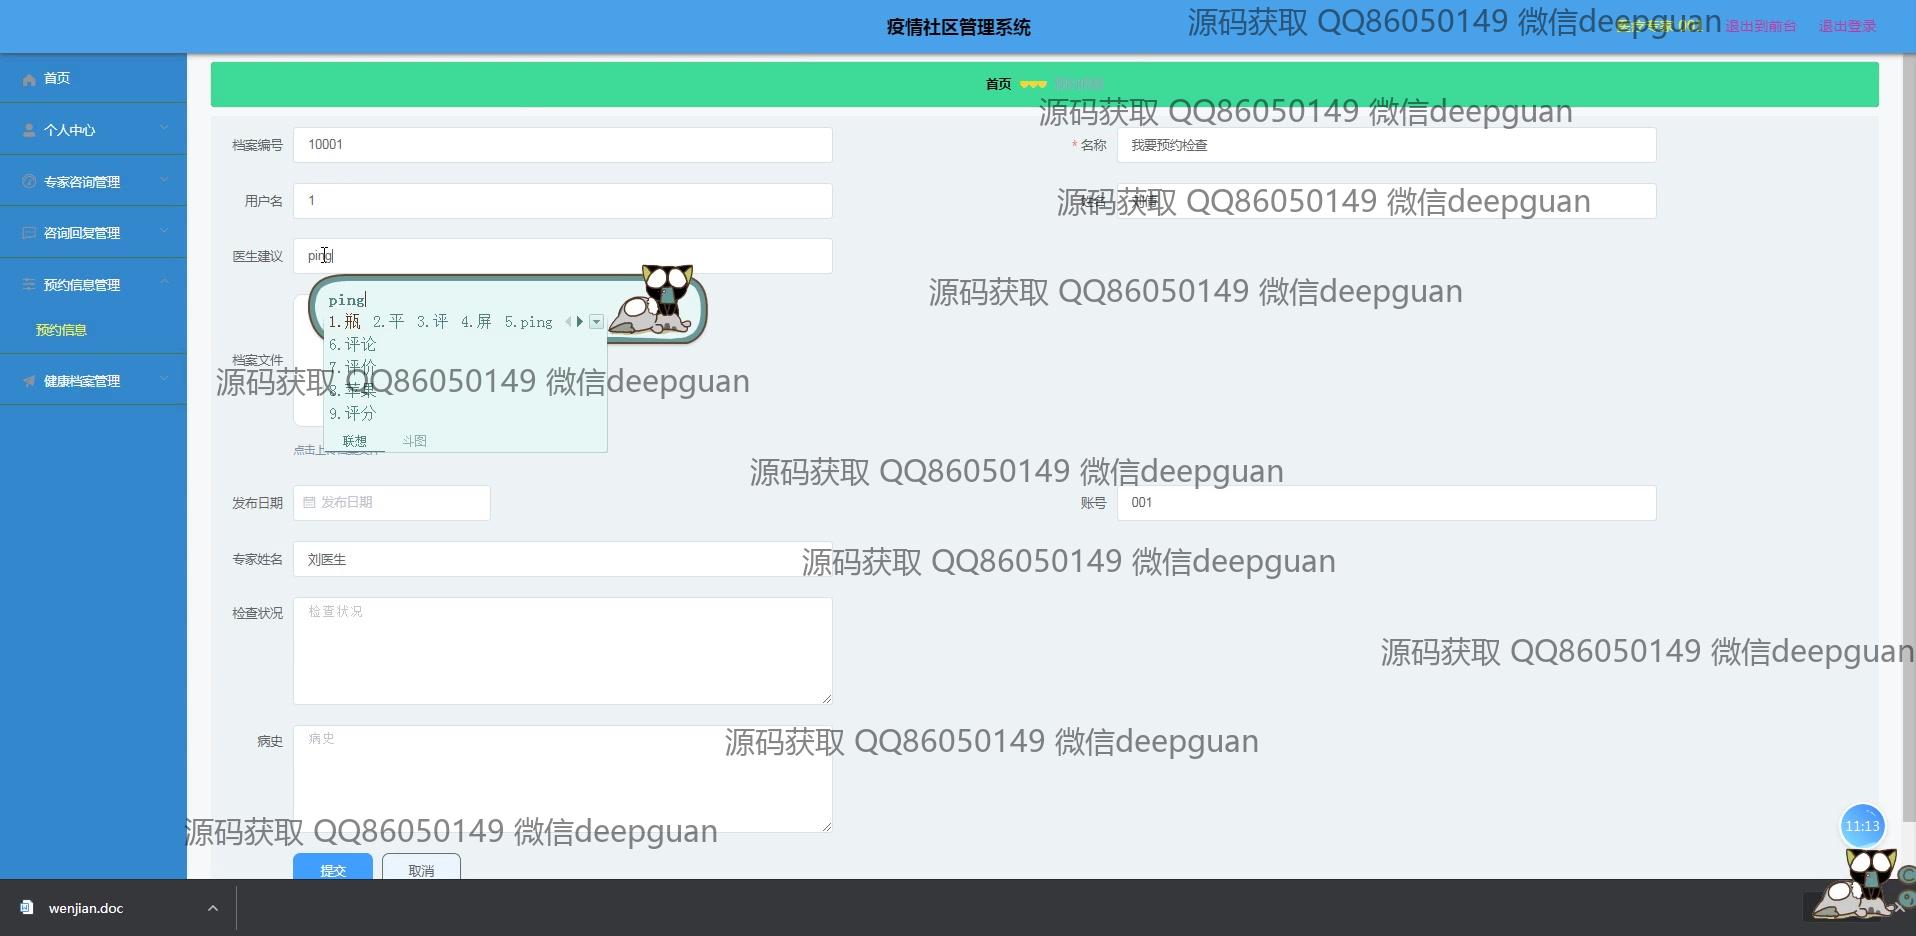 疫情社区管理系统
源码获取 QQ86050149 微信deepguan
退出到前台
退出登录
首页
首页
源码获取 QQ86050149 微信deepguan
个人中心
档案编号
10001
*名称
我要预约检查
专家咨询管理
用户名
1
源码获取 QQ86050149 微信deepguan
咨询回复管理
医生建议
ping
预约信息管理
源码获取 QQ86050149 微信deepguan
ping
1.瓶 2.平 3.评 4.屏 5.ping
预约信息
6.评论
档案文件
7.评价
健康档案管理
源码获取 QQ86050149 微信deepguan
8.苹果
9.评分
联想
斗图
点击上
源码获取 QQ86050149 微信deepguan
发布日期
发布日期
账号
001
专家姓名
刘医生
源码获取 QQ86050149 微信deepguan
检查状况
检查状况
源码获取 QQ86050149 微信deepguan
病史
病史
源码获取 QQ86050149 微信deepguan
源码获取 QQ86050149 微信deepguan
11:13
提交
取消
wenjian.doc